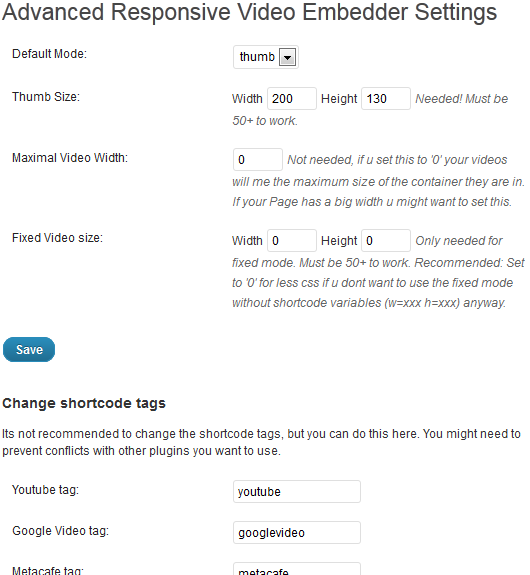 Advanced Responsive Video Embedder Settings
Default Mode: thumb
Thumb Size: Width 200 Height 130 Needed! Must be
50+ to work.
Maximal Video Width: 0 Not needed, if u set this to '0' your videos
will me the maximum size of the container they are in.
If your Page has a big width u might want to set this.
Fixed Video size: Width 0 Height 0 Only needed for
fixed mode. Must be 50+ to work. Recommended: Set
to '0' for less css if u dont want to use the fixed mode
without shortcode variables (w=xxx h=xxx) anyway.
Save
Change shortcode tags
Its not recommended to change the shortcode tags, but you can do this here. You might need to
prevent conflicts with other plugins you want to use.
Youtube tag: youtube
Google Video tag: googlevideo
Metacafe tag: metacafe